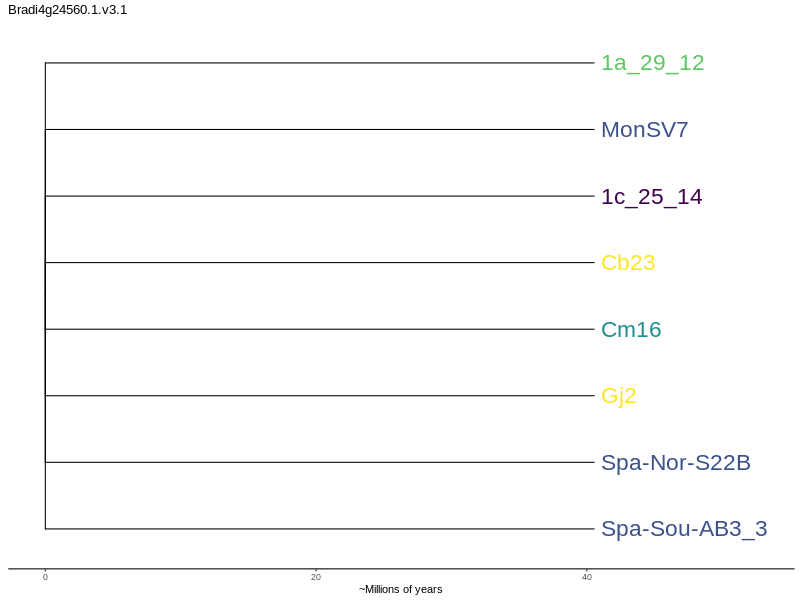 Bradi4g24560.1.v3.1
1a_29_12
MonSV7
1c_25_14
Cb23
Cm16
Gj2
Spa-Nor-S22B
Spa-Sou-AB3_3
0 20 40
~Millions of years